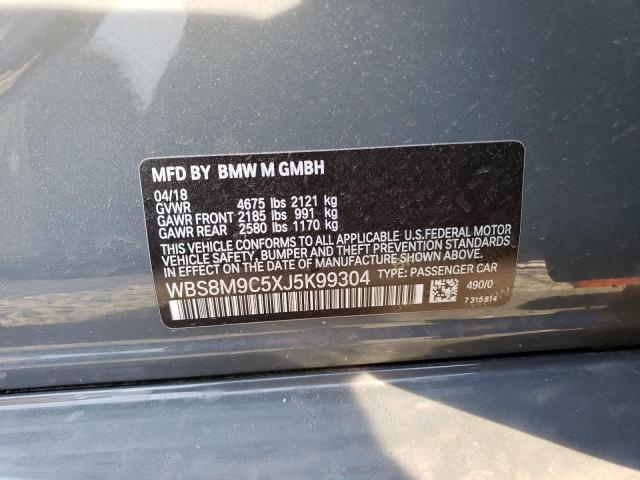 MFD BY BMW M GMBH
04/18
GVWR 4675 lbs 2121 kg
GAWR FRONT 2185 lbs 991 kg
GAWR REAR 2580 lbs 1170 kg
THIS VEHICLE CONFORMS TO ALL APPLICABLE U.S.FEDERAL MOTOR
VEHICLE SAFETY, BUMPER, AND THEFT PREVENTION STANDARDS
IN EFFECT ON THE DATE OF MANUFACTURE SHOWN ABOVE.
WBS8M9C5XJ5K99304 TYPE: PASSENGER CAR
490/0
7 315 814